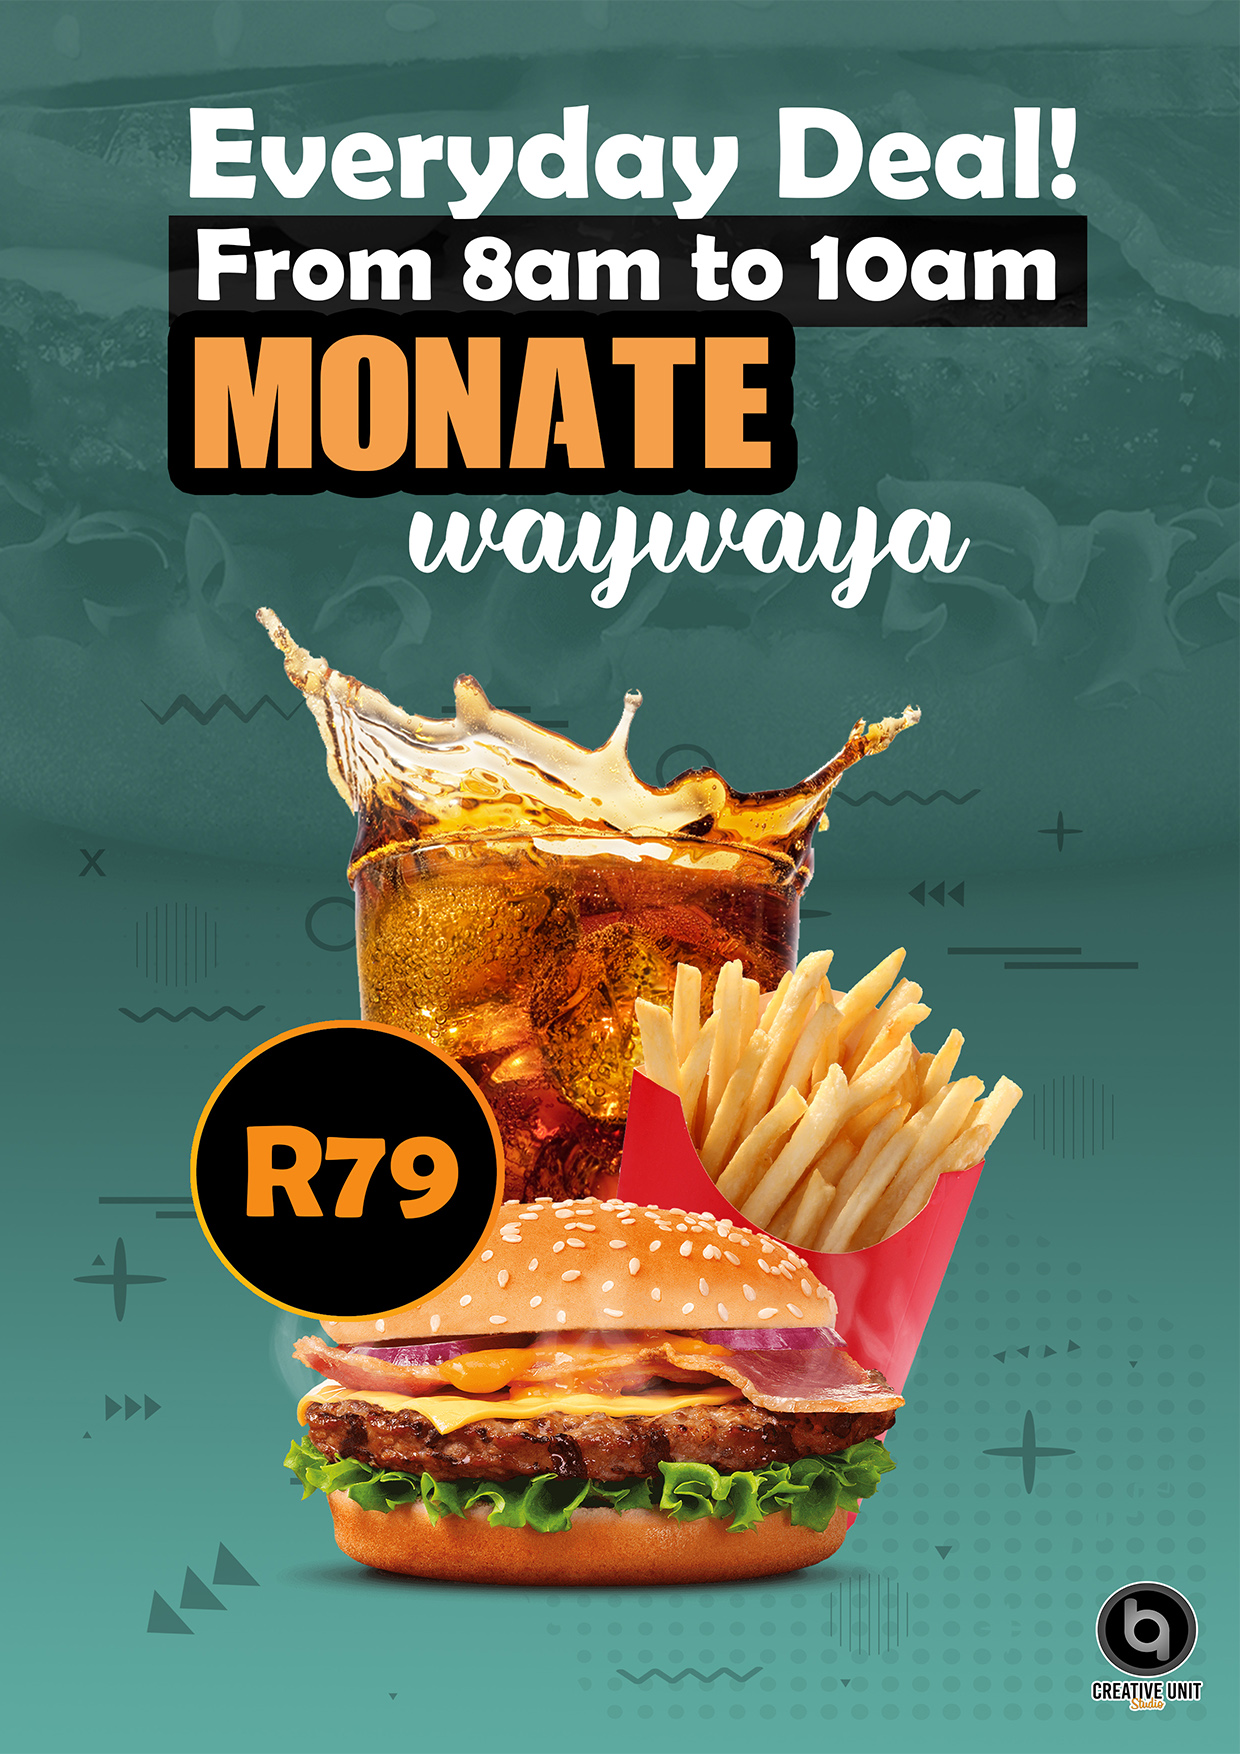 Everyday Deal!
From 8am to 10am
MONATE
waywaya
R79
CREATIVE UNIT
Studio